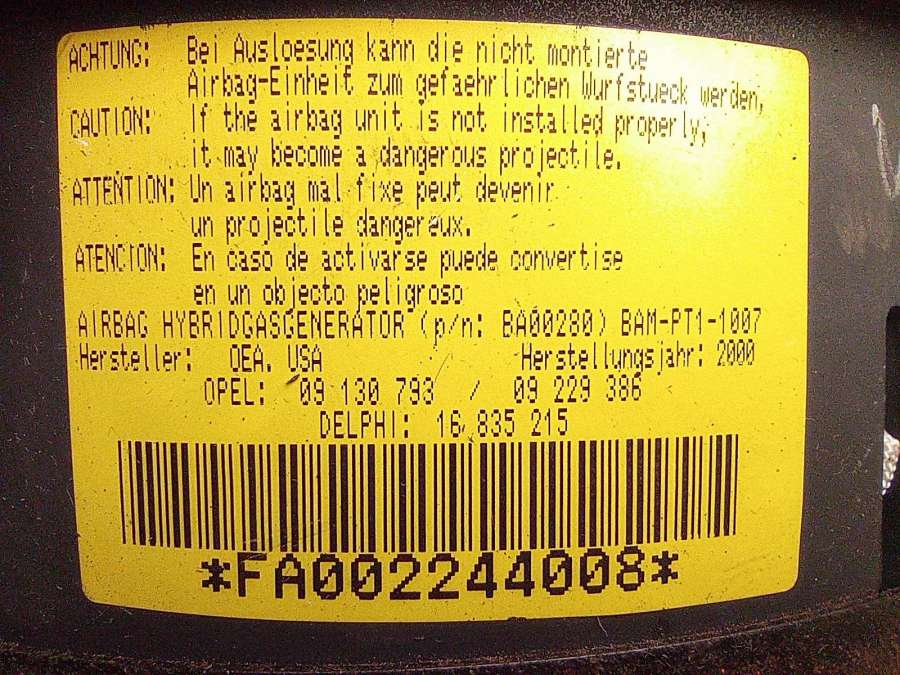 ACHTUNG: Bei Ausloesung kann die nicht montierte
Airbag-Einheit zum gefaehrlichen Wurfstueck werden,
CAUTION: If the airbag unit is not installed properly,
it may become a dangerous projectile.
ATTENTION: Un airbag mal fixe peut devenir
un projectile dangereux.
ATENCION: En caso de activarse puede convertise
en un objecto peligroso
AIRBAG HYBRIDGASGENERATOR (p/n: BA00280) BAM-PT1-1007
Hersteller: OEA, USA Herstellungsjahr: 2000
OPEL: 09 130 793 / 09 229 386
DELPHI: 16 835 215
*FA002244008*